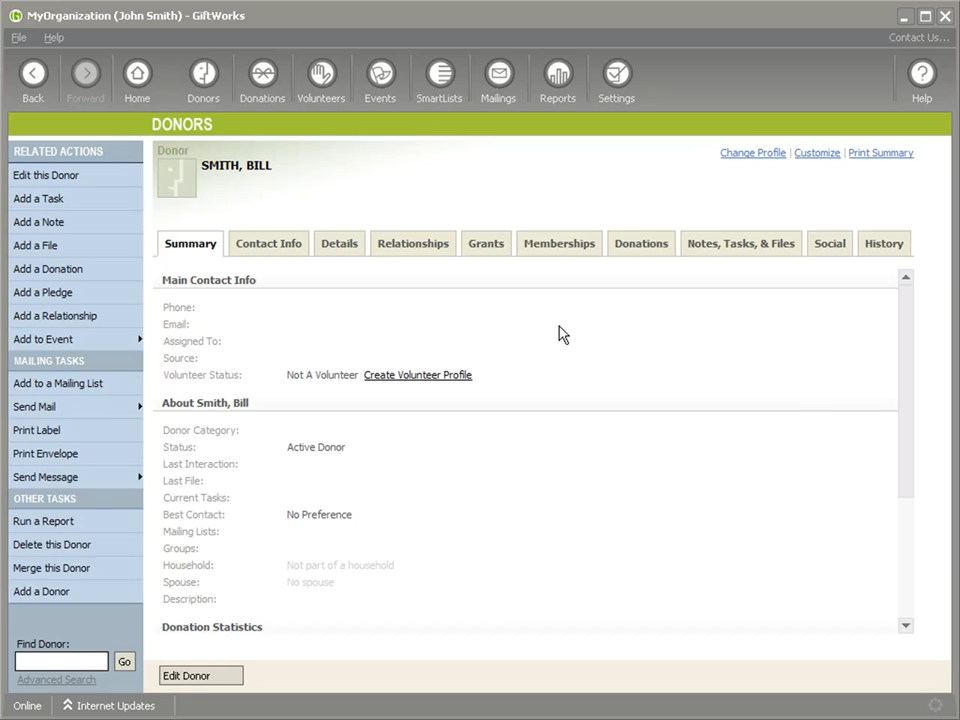 MyOrganization (John Smith) - GiftWorks
File Help Contact Us...
Back Forward Home Donors Donations Volunteers Events SmartLists Mailings Reports Settings Help
DONORS
RELATED ACTIONS
Edit this Donor
Add a Task
Add a Note
Add a File
Add a Donation
Add a Pledge
Add a Relationship
Add to Event
MAILING TASKS
Add to a Mailing List
Send Mail
Print Label
Print Envelope
Send Message
OTHER TASKS
Run a Report
Delete this Donor
Merge this Donor
Add a Donor
Find Donor:
Go
Advanced Search
Donor
SMITH, BILL
Change Profile | Customize | Print Summary
Summary Contact Info Details Relationships Grants Memberships Donations Notes, Tasks, & Files Social History
Main Contact Info
Phone:
Email:
Assigned To:
Source:
Volunteer Status: Not A Volunteer Create Volunteer Profile
About Smith, Bill
Donor Category:
Status: Active Donor
Last Interaction:
Last File:
Current Tasks:
Best Contact: No Preference
Mailing Lists:
Groups:
Household: Not part of a household
Spouse: No spouse
Description:
Donation Statistics
Edit Donor
Online Internet Updates